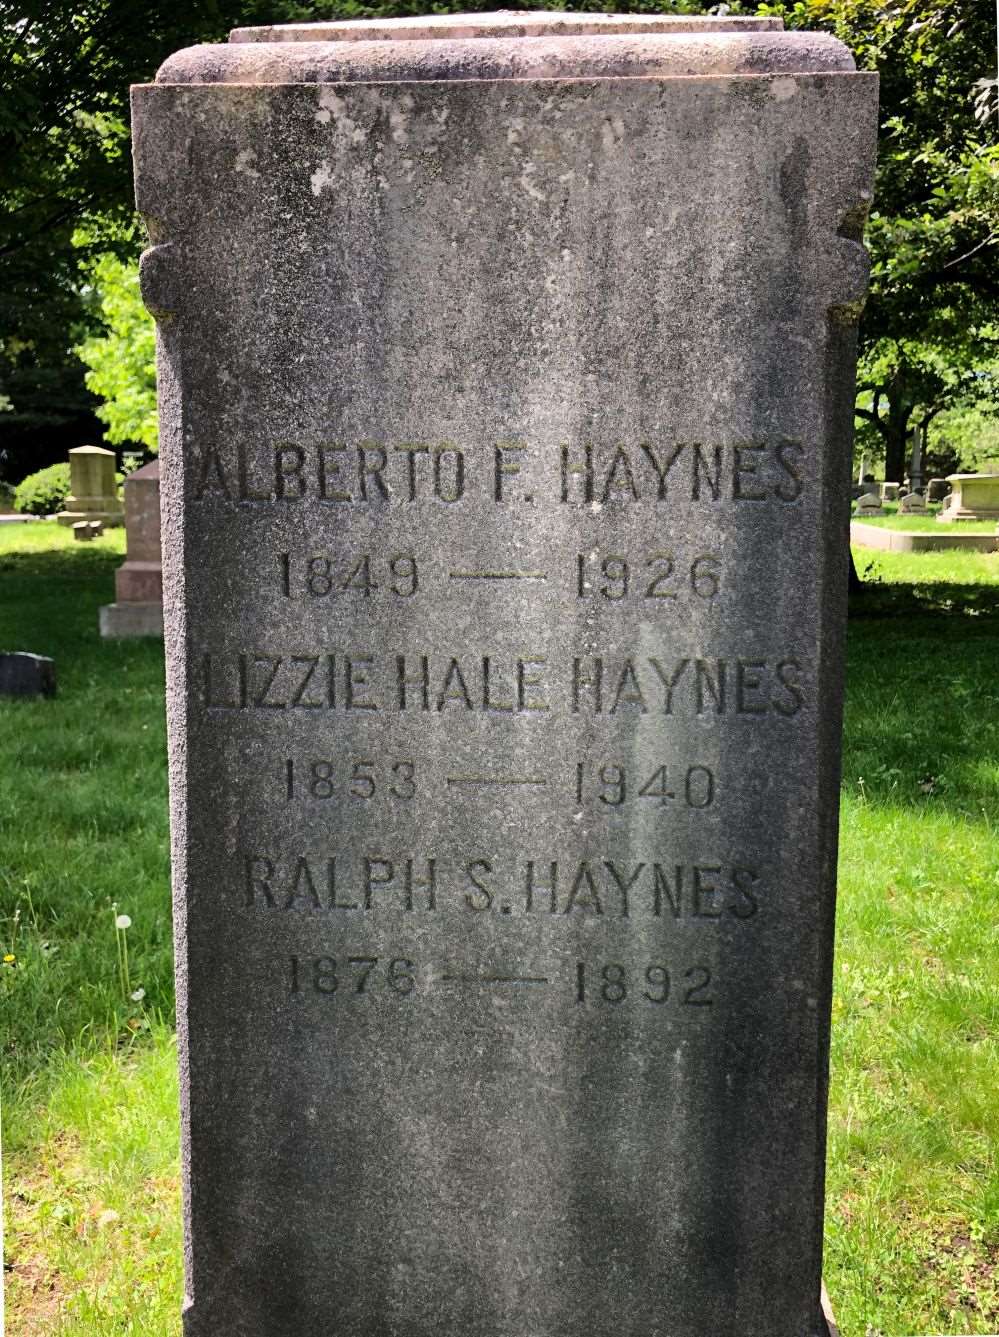 ALBERTO F. HAYNES
1849 — 1926
LIZZIE HALE HAYNES
1853 — 1940
RALPH S. HAYNES
1876 — 1892